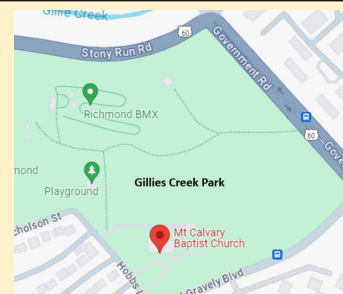 Gillie Creek
60
Stony Run Rd
Government Rd
Richmond BMX
60
Gove
mond
Playground
Gillies Creek Park
cholson St
Mt Calvary
Baptist Church
Hobbs
Gravely Blvd